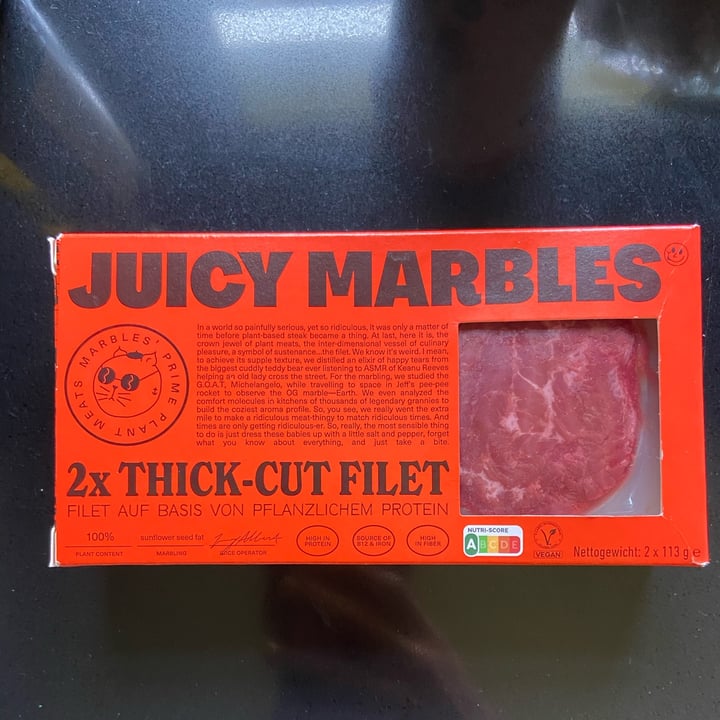 JUICY MARBLES
MARBLES' PRIME PLANT MEATS
In a world so painfully serious, yet so ridiculous, it was only a matter of
time before plant-based steak became a thing. At last, here it is, the
crown jewel of plant meats, the inter-dimensional vessel of culinary
pleasure, a symbol of sustenance...the filet. We know it's weird. I mean,
to achieve its supple texture, we distilled an elixir of happy tears from
the biggest cuddly teddy bear ever listening to ASMR of Keanu Reeves
helping an old lady cross the street. For the marbling, we studied the
G.O.A.T, Michelangelo, while travelling to space in Jeff's pee-pee
rocket to observe the OG marble—Earth. We even analyzed the
comfort molecules in kitchens of thousands of legendary grannies to
build the coziest aroma profile. So, you see, we really went the extra
mile to make a ridiculous meat-thingy to match ridiculous times. And
times are only getting ridiculous-er. So, really, the most sensible thing
to do is just dress these babies up with a little salt and pepper, forget
what you know about everything, and just take a bite.
2x THICK-CUT FILET
FILET AUF BASIS VON PFLANZLICHEM PROTEIN
100%
PLANT CONTENT
sunflower seed fat
MARBLING
JUICE OPERATOR
HIGH IN
PROTEIN
SOURCE OF
B12 & IRON
HIGH
IN FIBER
NUTRI-SCORE
A B C D E
VEGAN
Nettogewicht: 2 x 113 g e